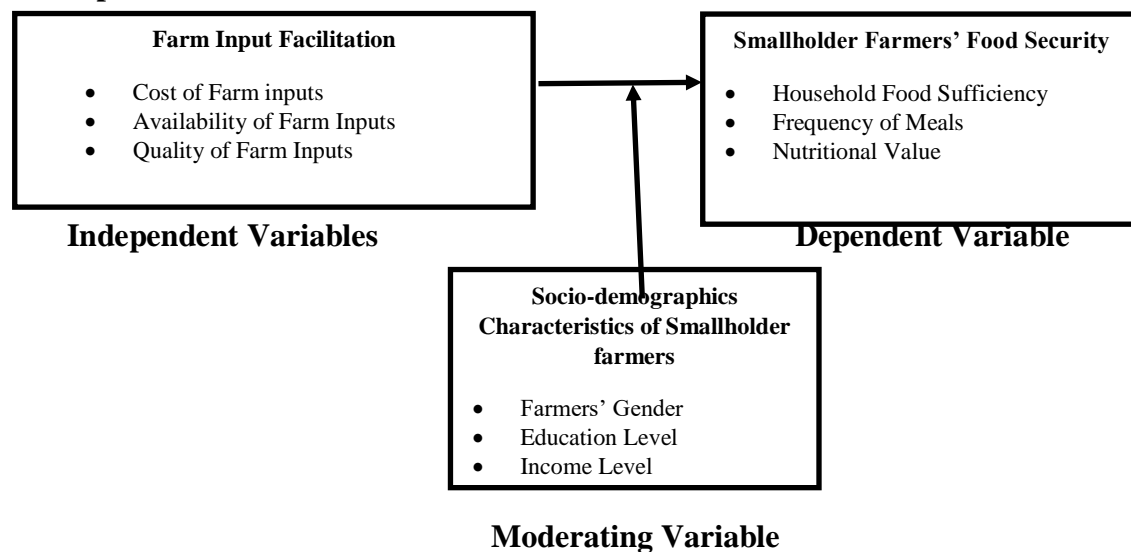 Farm Input Facilitation
• Cost of Farm inputs
• Availability of Farm Inputs
• Quality of Farm Inputs
Independent Variables
Smallholder Farmers’ Food Security
• Household Food Sufficiency
• Frequency of Meals
• Nutritional Value
Dependent Variable
Socio-demographics
Characteristics of Smallholder
farmers
• Farmers’ Gender
• Education Level
• Income Level
Moderating Variable